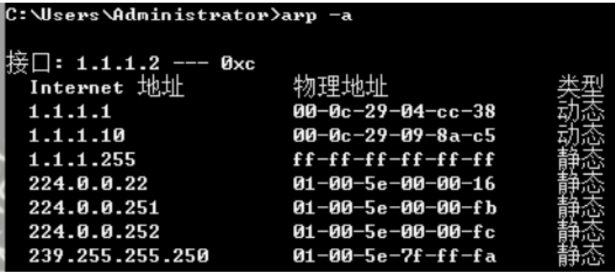 C:\Users\Administrator>arp -a
接口: 1.1.1.2 --- 0xc
Internet 地址 物理地址 类型
1.1.1.1 00-0c-29-04-cc-38 动态
1.1.1.10 00-0c-29-09-8a-c5 动态
1.1.1.255 ff-ff-ff-ff-ff-ff 静态
224.0.0.22 01-00-5e-00-00-16 静态
224.0.0.251 01-00-5e-00-00-fb 静态
224.0.0.252 01-00-5e-00-00-fc 静态
239.255.255.250 01-00-5e-7f-ff-fa 静态